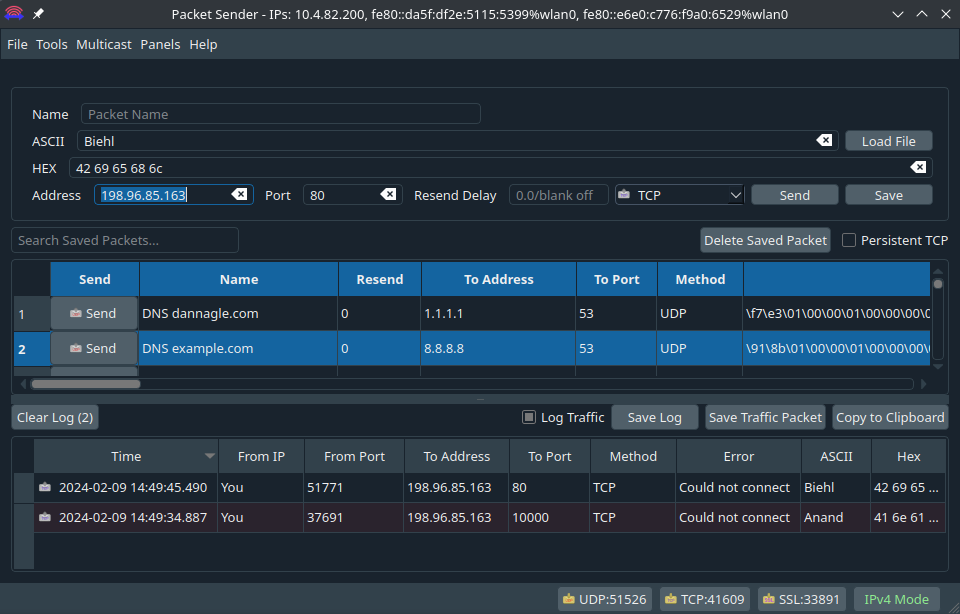 Packet Sender - IPs: 10.4.82.200, fe80::da5f:df2e:5115:5399%wlan0, fe80::e6e0:c776:f9a0:6529%wlan0
File Tools Multicast Panels Help
Name Packet Name
ASCII Biehl Load File
HEX 42 69 65 68 6c
Address 198.96.85.163 Port 80 Resend Delay 0.0/blank off TCP Send Save
Search Saved Packets... Delete Saved Packet Persistent TCP
Send Name Resend To Address To Port Method
1 Send DNS dannagle.com 0 1.1.1.1 53 UDP \f7\e3\01\00\00\01\00\00\00\0
2 Send DNS example.com 0 8.8.8.8 53 UDP \91\8b\01\00\00\01\00\00\00\
Clear Log (2) Log Traffic Save Log Save Traffic Packet Copy to Clipboard
Time From IP From Port To Address To Port Method Error ASCII Hex
2024-02-09 14:49:45.490 You 51771 198.96.85.163 80 TCP Could not connect Biehl 42 69 65 ...
2024-02-09 14:49:34.887 You 37691 198.96.85.163 10000 TCP Could not connect Anand 41 6e 61 ...
UDP:51526 TCP:41609 SSL:33891 IPv4 Mode